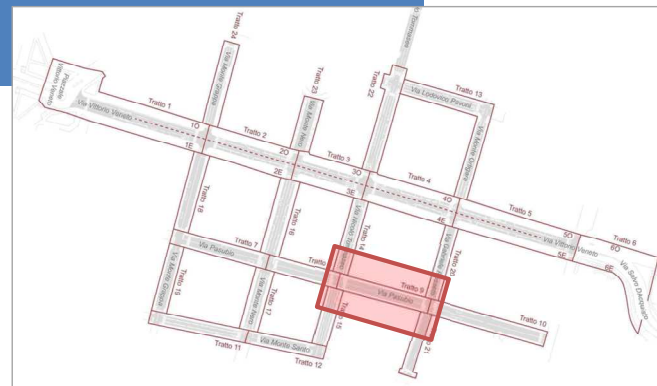 Tratto 24
Via Monte Grappa
Piazzale
Vittorio Veneto
Via Vittorio Veneto
Tratto 1
1O
1E
Tratto 2
Tratto 23
Via Monte Nero
2O
2E
Tratto 3
3O
3E
Tratto 22
Via Lodovico Pavoni
Tratto 13
Tratto 4
4O
4E
Tratto 5
Via Vittorio Veneto
5O
5E
6O
6E
Tratto 6
Via Salvo D'Acquisto
Tratto 18
Tratto 16
Tratto 14
Tratto 20
Via Pasubio
Tratto 7
Via Pasubio
Tratto 9
Tratto 10
Via Monte Grappa
Tratto 19
Via Monte Nero
Tratto 17
Tratto 15
Tratto 21
Tratto 11
Via Monte Santo
Tratto 12